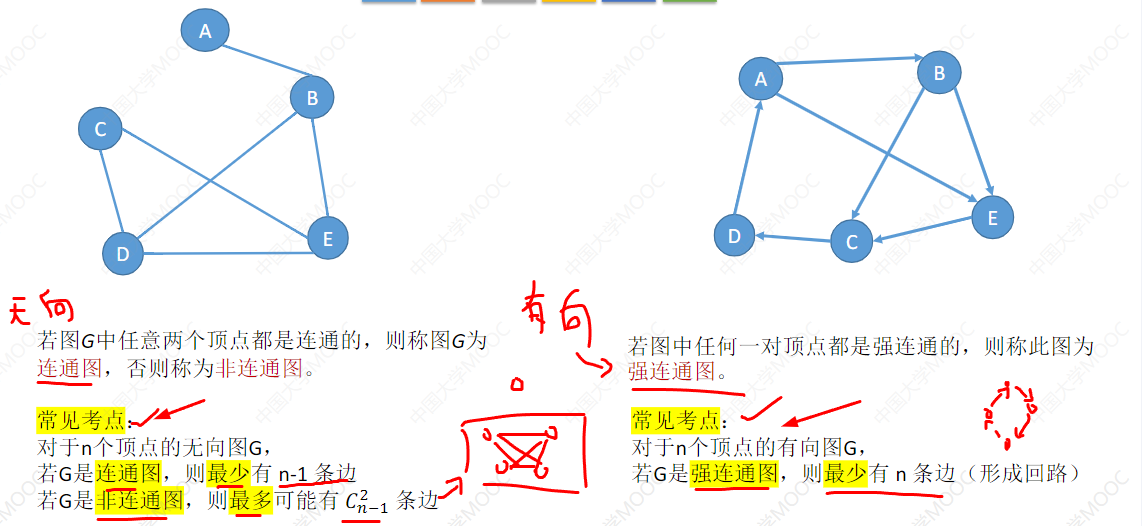 A
B
C
D
E
A
B
C
D
E
无向
若图G中任意两个顶点都是连通的，则称图G为
连通图，否则称为非连通图。
常见考点：
对于n个顶点的无向图G，
若G是连通图，则最少有 n-1 条边
若G是非连通图，则最多可能有 $C_{n-1}^2$ 条边
有向
若图中任何一对顶点都是强连通的，则称此图为
强连通图。
常见考点：
对于n个顶点的有向图G，
若G是强连通图，则最少有 n 条边（形成回路）
中国大学MOOC